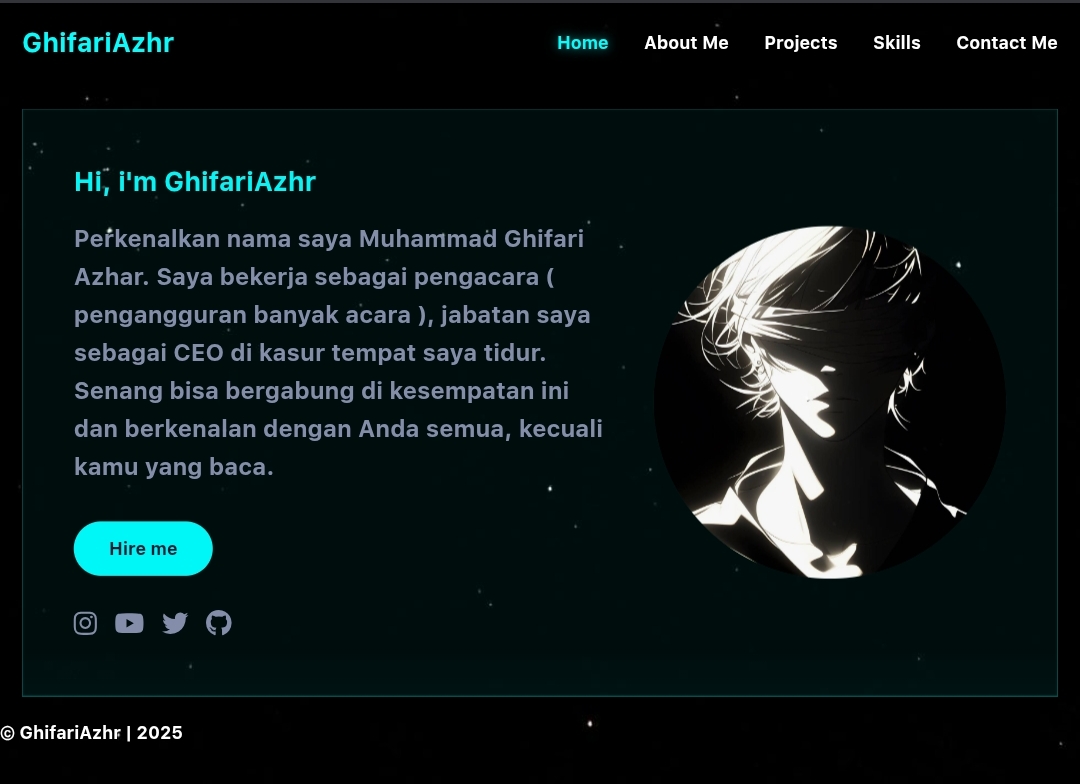 GhifariAzhr
Home About Me Projects Skills Contact Me
Hi, i'm GhifariAzhr
Perkenalkan nama saya Muhammad Ghifari
Azhar. Saya bekerja sebagai pengacara (
pengangguran banyak acara ), jabatan saya
sebagai CEO di kasur tempat saya tidur.
Senang bisa bergabung di kesempatan ini
dan berkenalan dengan Anda semua, kecuali
kamu yang baca.
Hire me
© GhifariAzhr | 2025